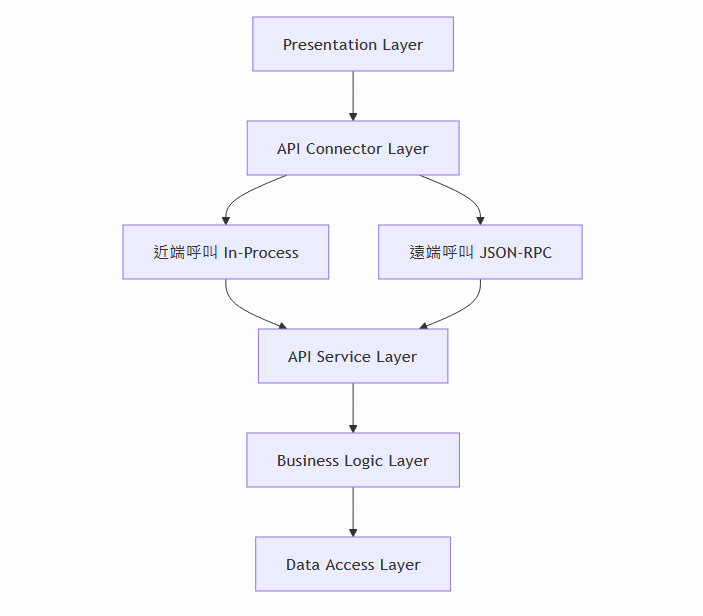 Presentation Layer
API Connector Layer
近端呼叫 In-Process
遠端呼叫 JSON-RPC
API Service Layer
Business Logic Layer
Data Access Layer